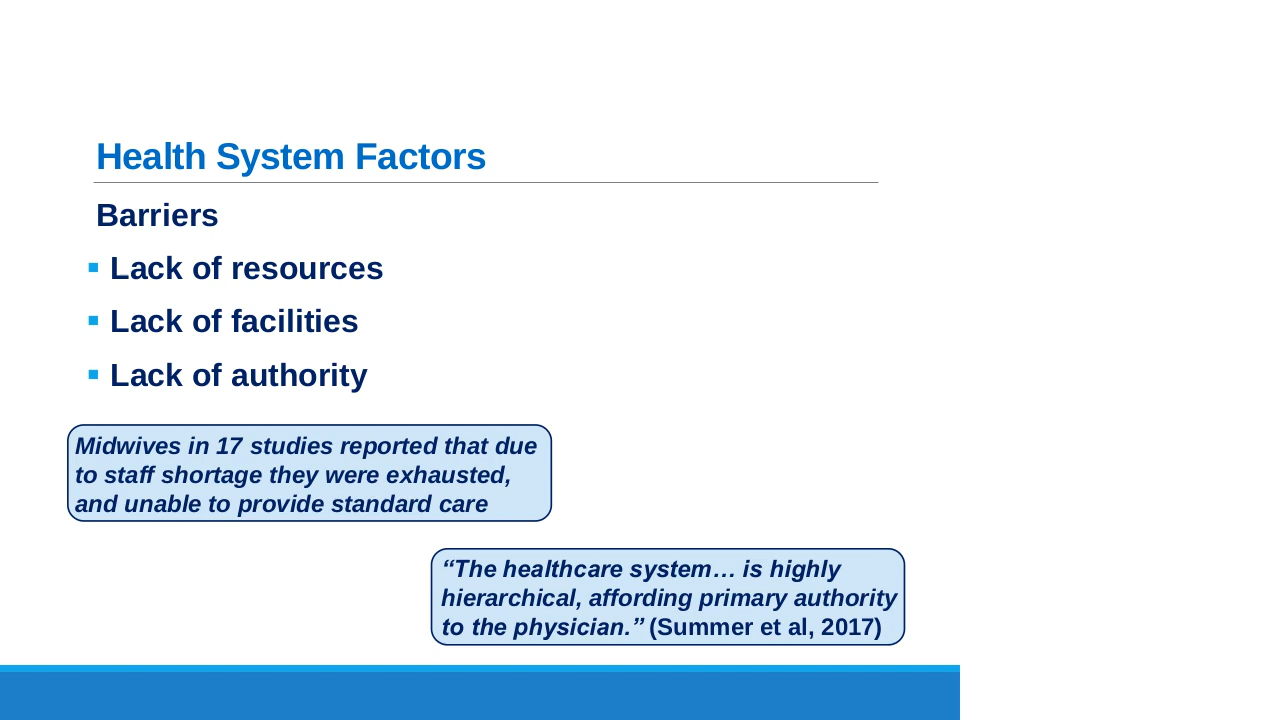 Health System Factors
Barriers
▪ Lack of resources
▪ Lack of facilities
▪ Lack of authority
Midwives in 17 studies reported that due
to staff shortage they were exhausted,
and unable to provide standard care
“The healthcare system… is highly
hierarchical, affording primary authority
to the physician.” (Summer et al, 2017)